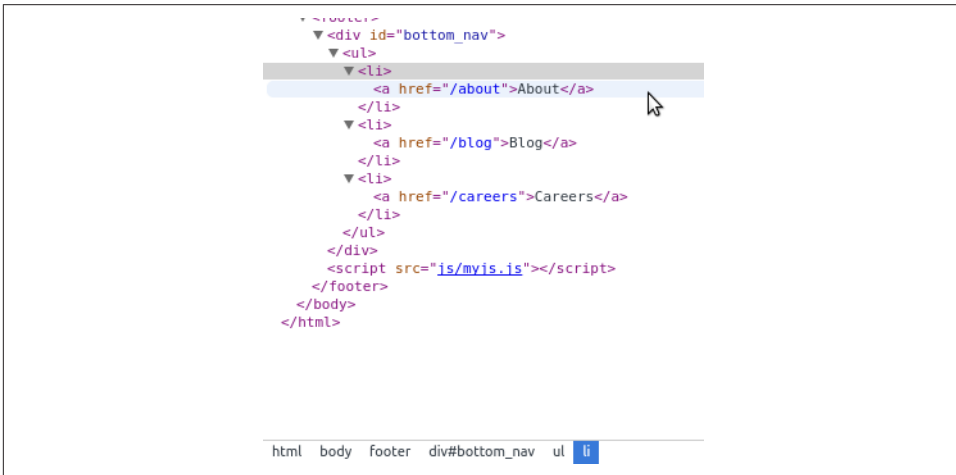 <footer>
<div id="bottom_nav">
<ul>
<li>
<a href="/about">About</a>
</li>
<li>
<a href="/blog">Blog</a>
</li>
<li>
<a href="/careers">Careers</a>
</li>
</ul>
</div>
<script src="js/myjs.js"></script>
</footer>
</body>
</html>
html body footer div#bottom_nav ul li